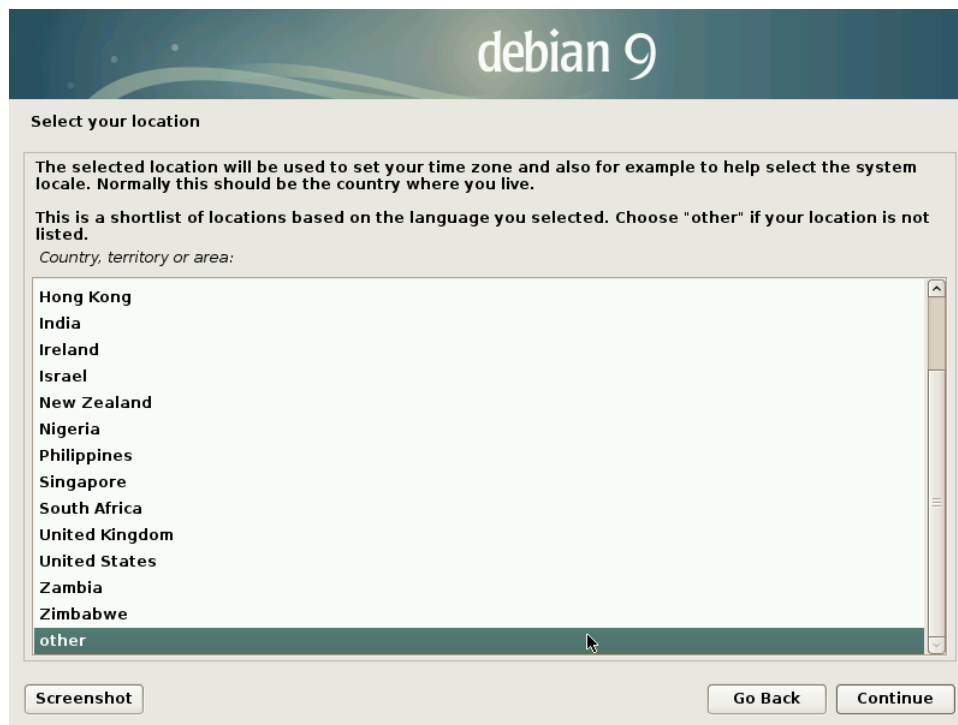 debian 9
Select your location
The selected location will be used to set your time zone and also for example to help select the system
locale. Normally this should be the country where you live.
This is a shortlist of locations based on the language you selected. Choose "other" if your location is not
listed.
Country, territory or area:
Hong Kong
India
Ireland
Israel
New Zealand
Nigeria
Philippines
Singapore
South Africa
United Kingdom
United States
Zambia
Zimbabwe
other
Screenshot
Go Back
Continue